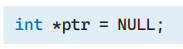 int *ptr = NULL;